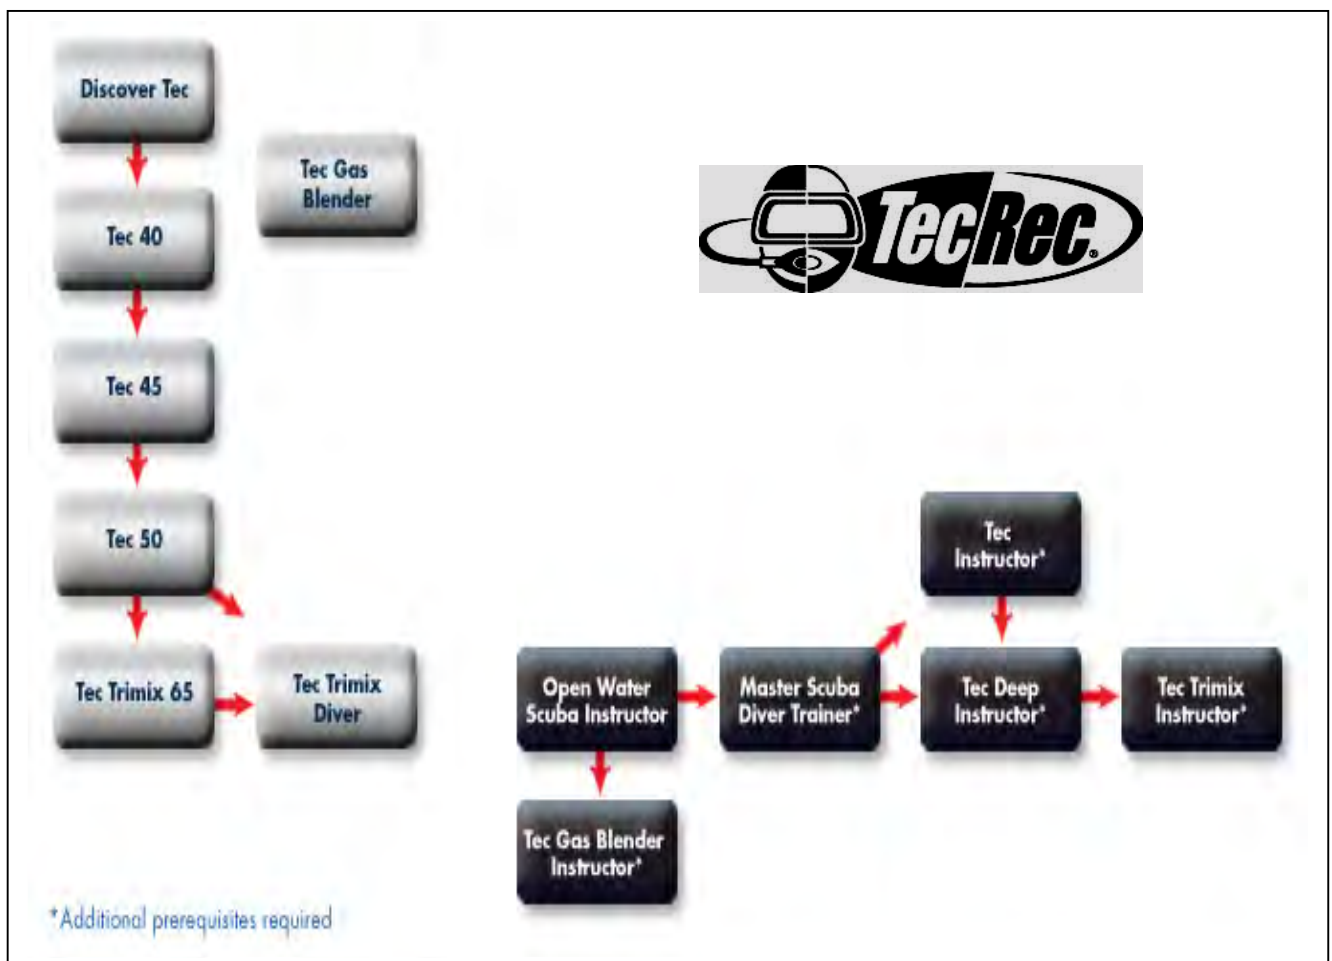 Discover Tec
Tec Gas
Blender
Tec 40
TecRec®
Tec 45
Tec 50
Tec
Instructor*
Tec Trimix 65
Tec Trimix
Diver
Open Water
Scuba Instructor
Master Scuba
Diver Trainer*
Tec Deep
Instructor*
Tec Trimix
Instructor*
Tec Gas Blender
Instructor*
*Additional prerequisites required